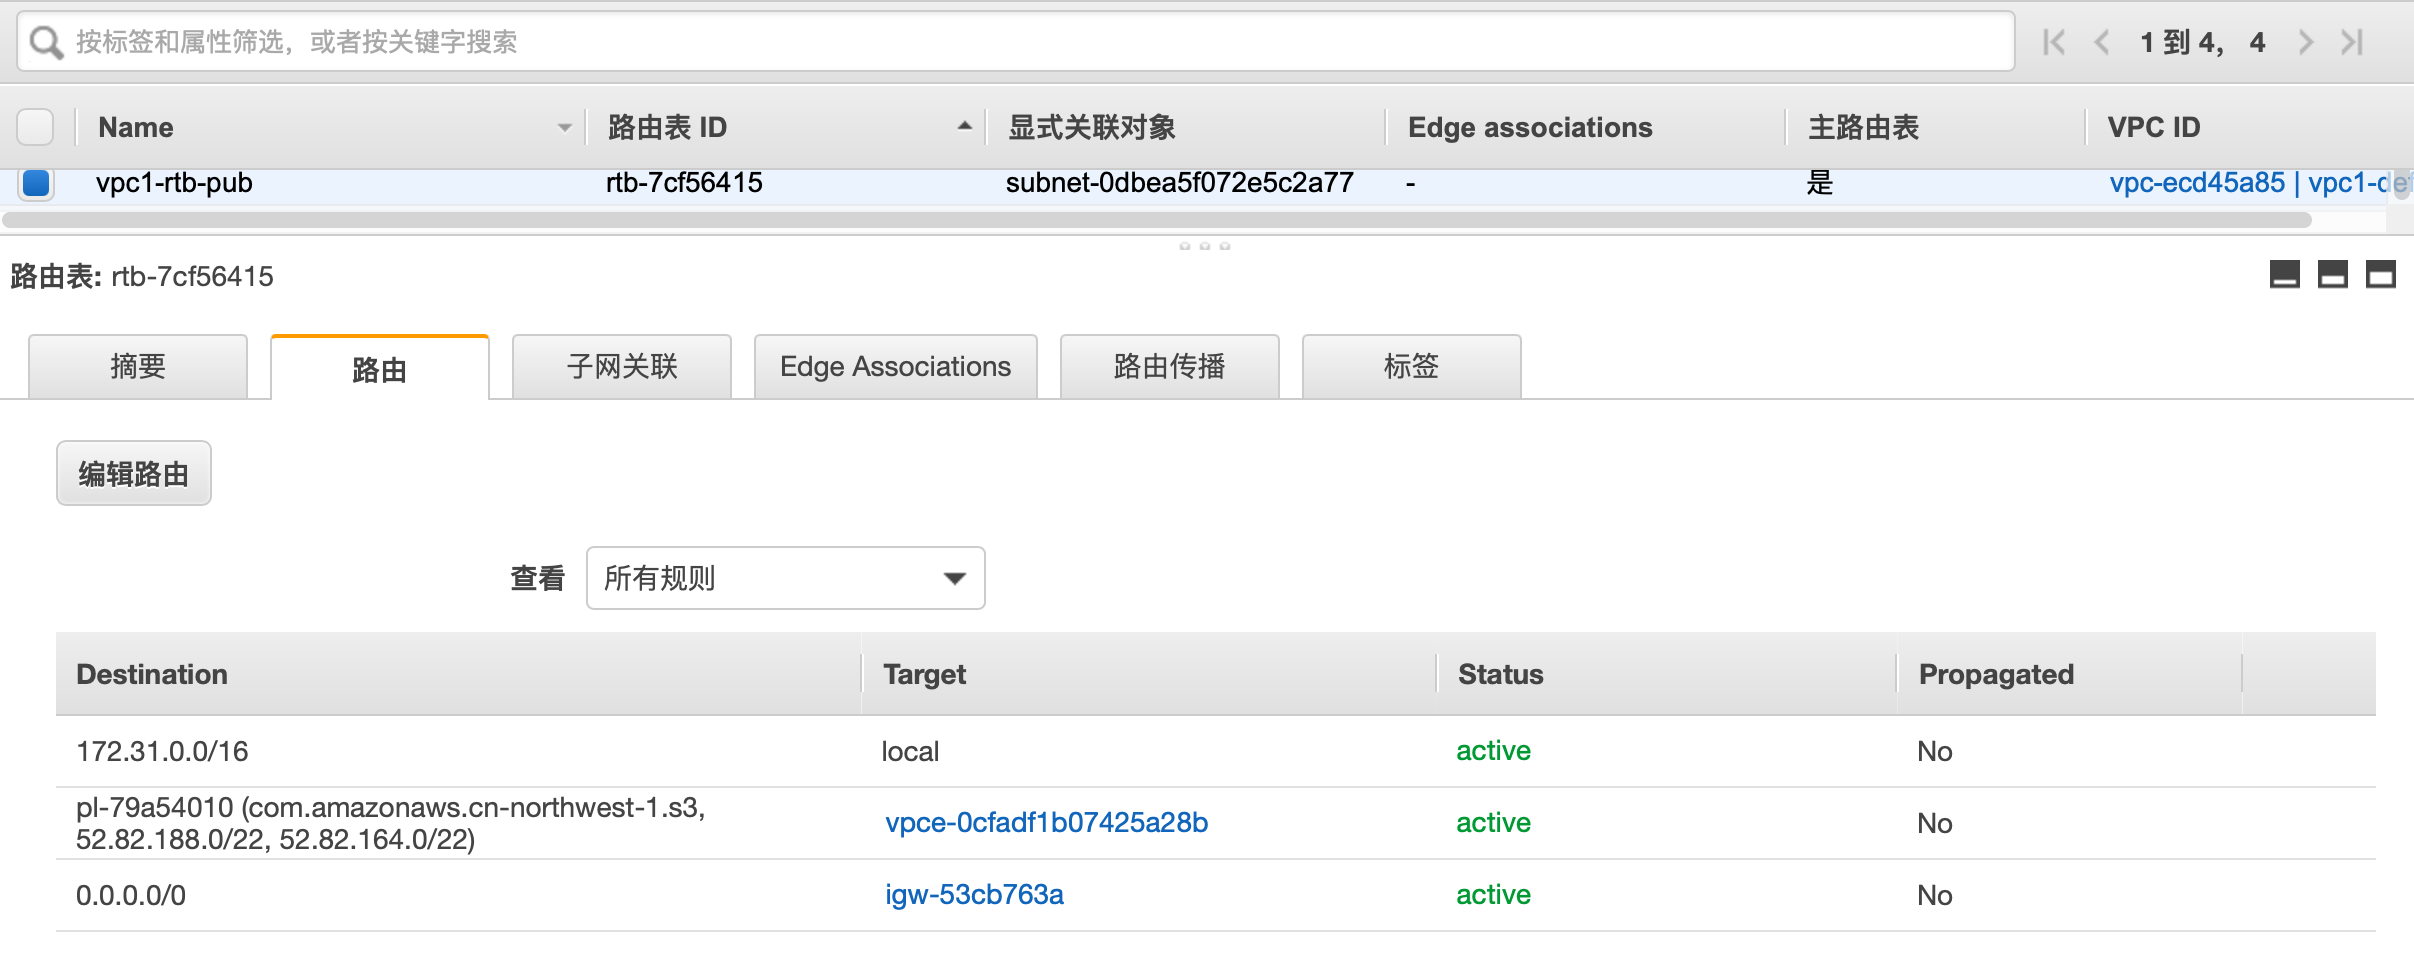 按标签和属性筛选，或者按关键字搜索
1 到 4， 4
Name 路由表 ID 显式关联对象 Edge associations 主路由表 VPC ID
vpc1-rtb-pub rtb-7cf56415 subnet-0dbea5f072e5c2a77 - 是 vpc-ecd45a85 | vpc1-def
路由表: rtb-7cf56415
摘要 路由 子网关联 Edge Associations 路由传播 标签
编辑路由
查看 所有规则
Destination Target Status Propagated
172.31.0.0/16 local active No
pl-79a54010 (com.amazonaws.cn-northwest-1.s3,
52.82.188.0/22, 52.82.164.0/22) vpce-0cfadf1b07425a28b active No
0.0.0.0/0 igw-53cb763a active No